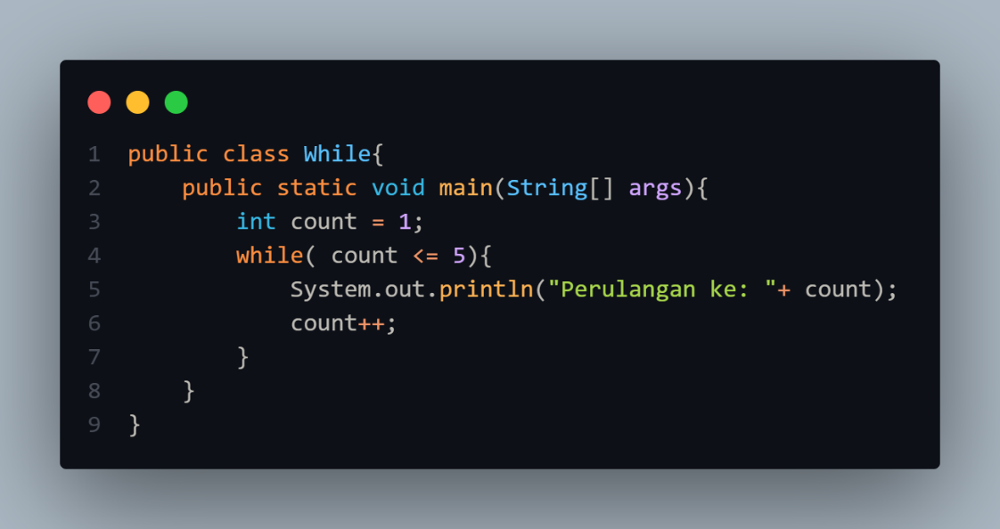 1 public class While{
2     public static void main(String[] args){
3         int count = 1;
4         while( count <= 5){
5             System.out.println("Perulangan ke: "+ count);
6             count++;
7         }
8     }
9 }